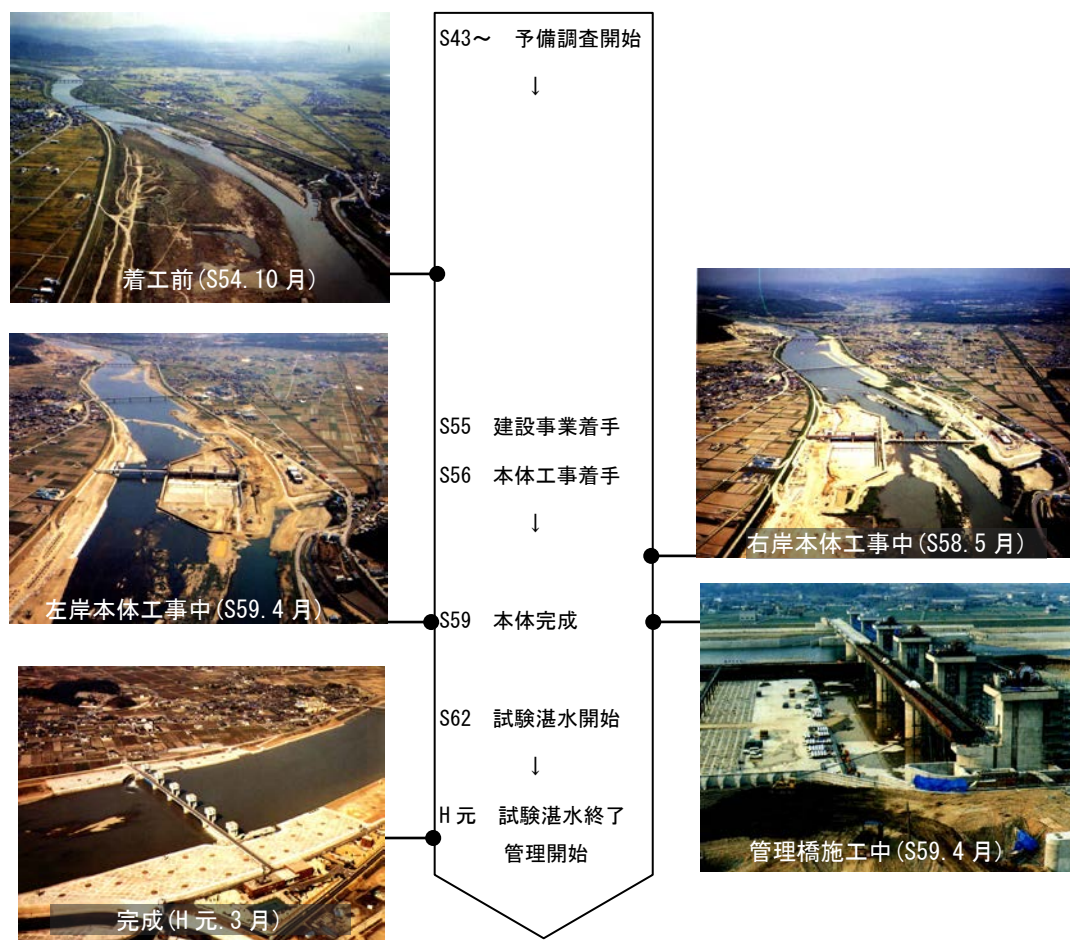 S43～ 予備調査開始
↓
着工前(S54.10月)
S55 建設事業着手
S56 本体工事着手
↓
右岸本体工事中(S58.5月)
左岸本体工事中(S59.4月)
S59 本体完成
S62 試験湛水開始
↓
H元 試験湛水終了
管理開始
管理橋施工中(S59.4月)
完成(H元.3月)